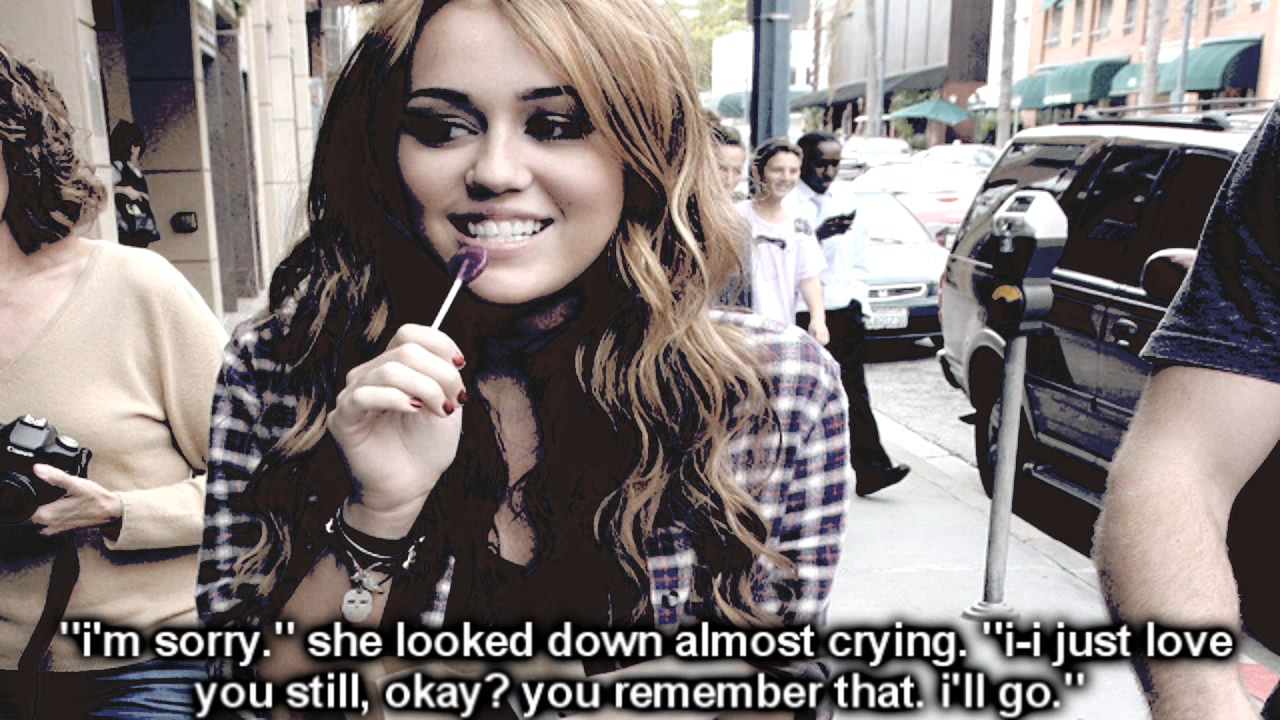 "i'm sorry." she looked down almost crying. "i-i just love
you still, okay? you remember that. i'll go."